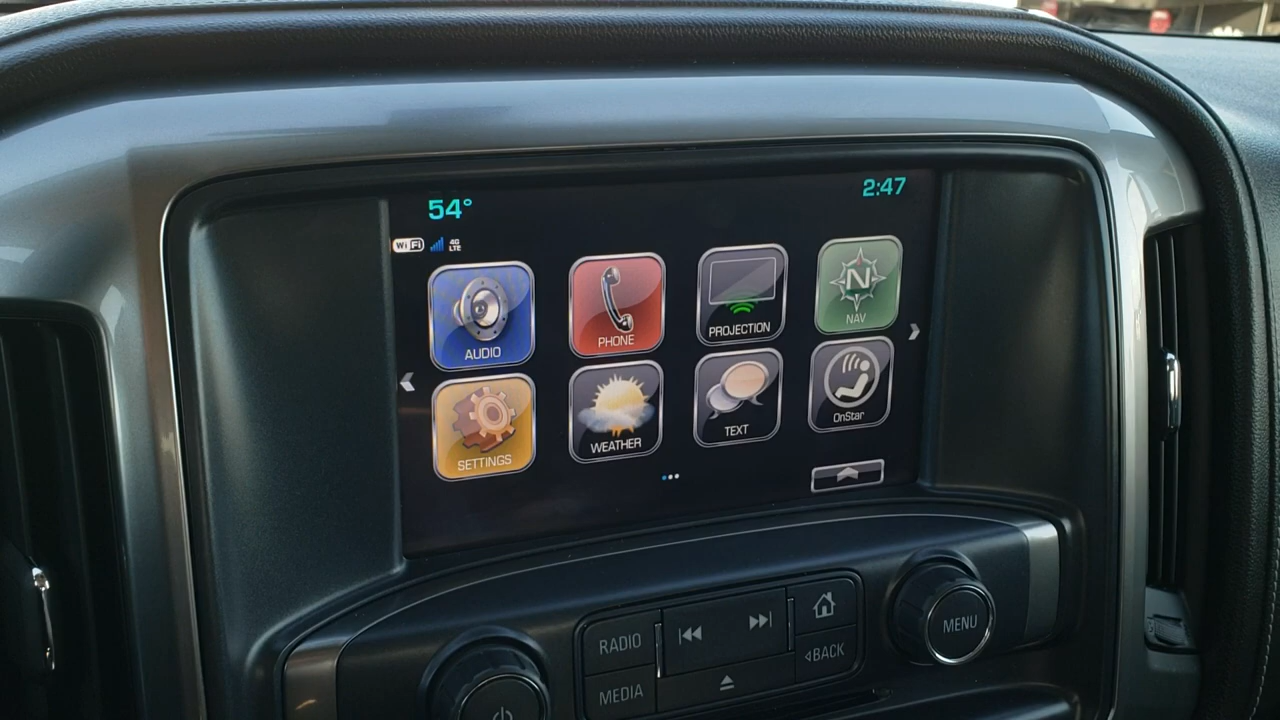 54°
2:47
WiFi
4G
LTE
AUDIO
PHONE
PROJECTION
N
NAV
SETTINGS
WEATHER
TEXT
OnStar
RADIO
MEDIA
BACK
MENU